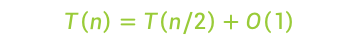 T(n) = T(n/2) + O(1)